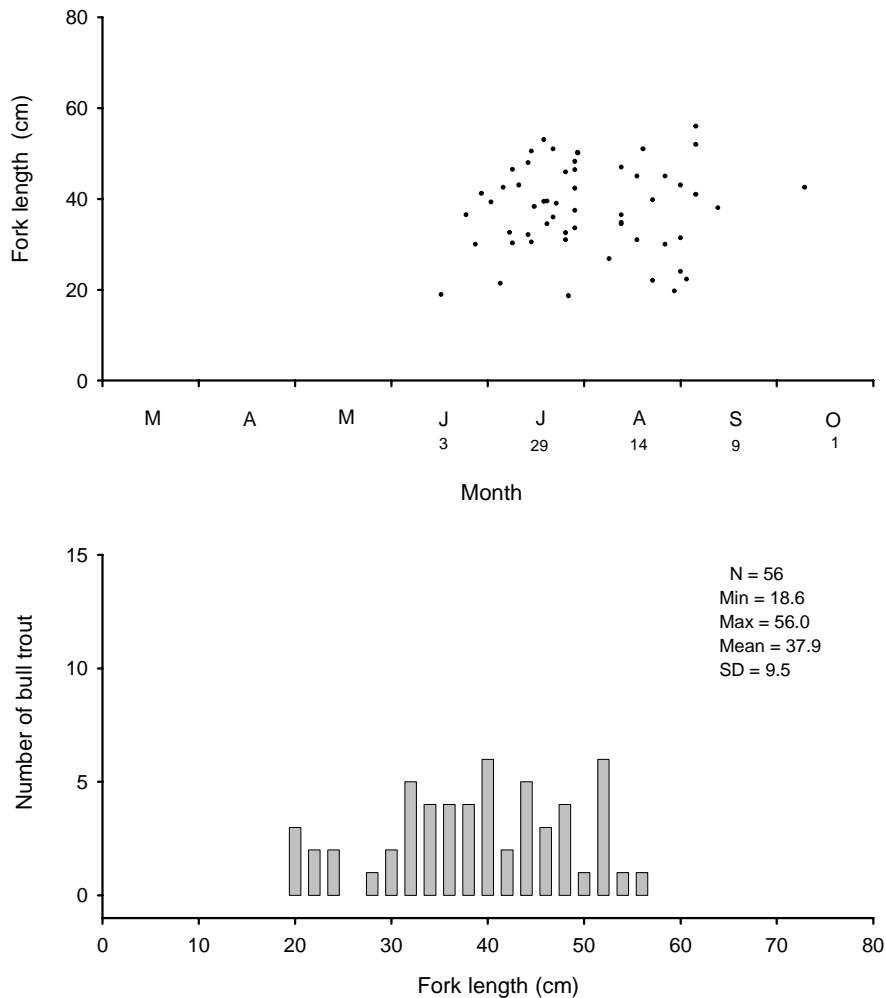 80
60
40
20
0
Fork length (cm)
M A M J J A S O
3 29 14 9 1
Month
15
10
5
0
Number of bull trout
N = 56
Min = 18.6
Max = 56.0
Mean = 37.9
SD = 9.5
0 10 20 30 40 50 60 70 80
Fork length (cm)